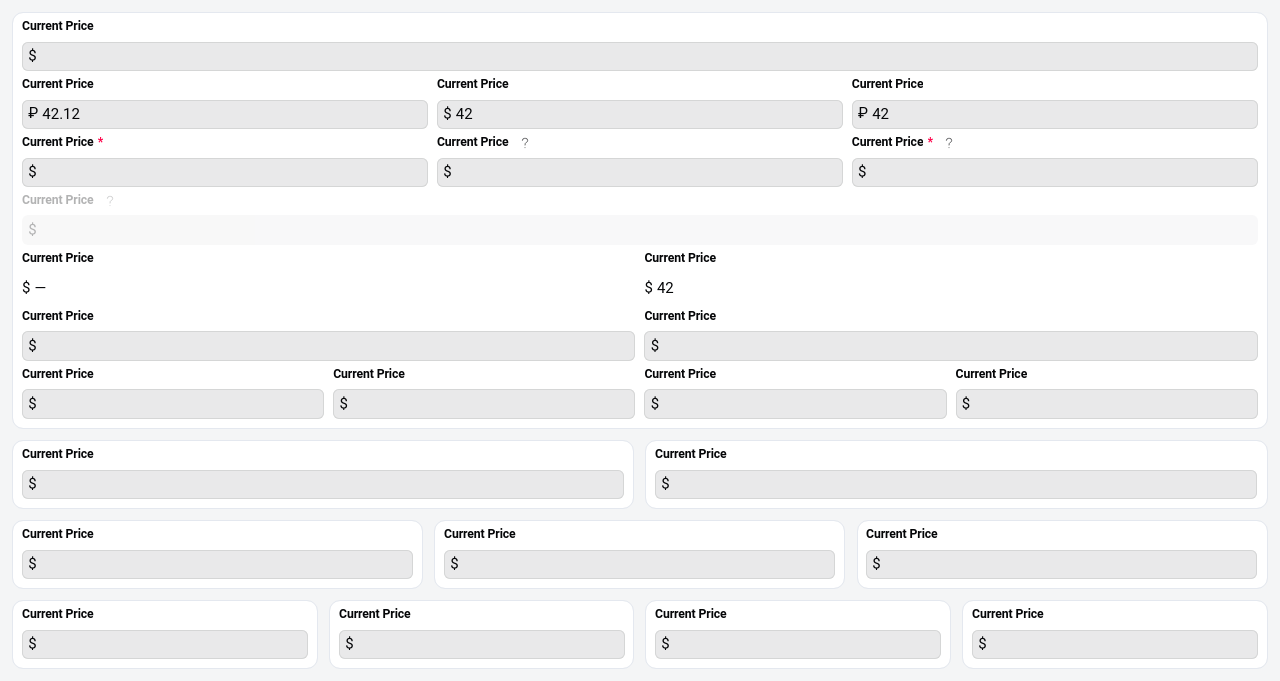 Current Price
$
Current Price Current Price Current Price
₽ 42.12 $ 42 ₽ 42
Current Price * Current Price ? Current Price * ?
$ $ $
Current Price ?
$
Current Price Current Price
$ — $ 42
Current Price Current Price
$ $
Current Price Current Price Current Price Current Price
$ $ $ $
Current Price Current Price
$ $
Current Price Current Price Current Price
$ $ $
Current Price Current Price Current Price Current Price
$ $ $ $